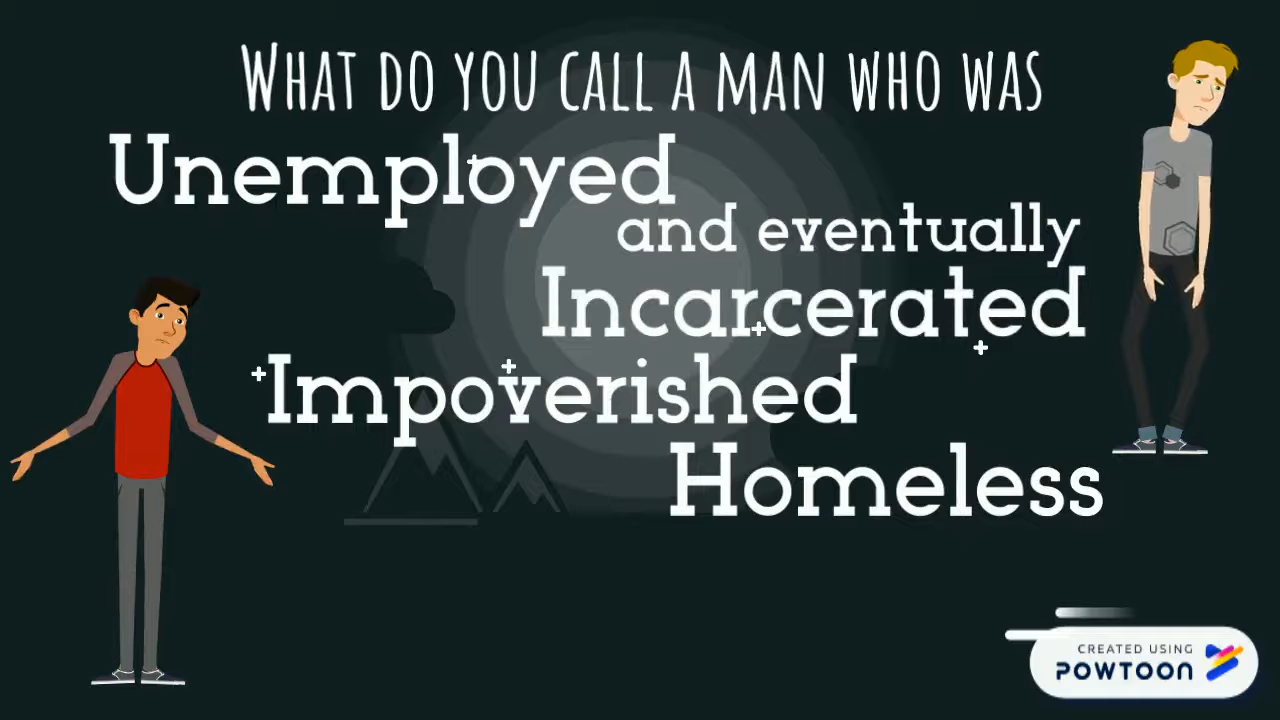 WHAT DO YOU CALL A MAN WHO WAS
Unemployed
and eventually
Incarcerated
Impoverished
Homeless
CREATED USING
POWTOON